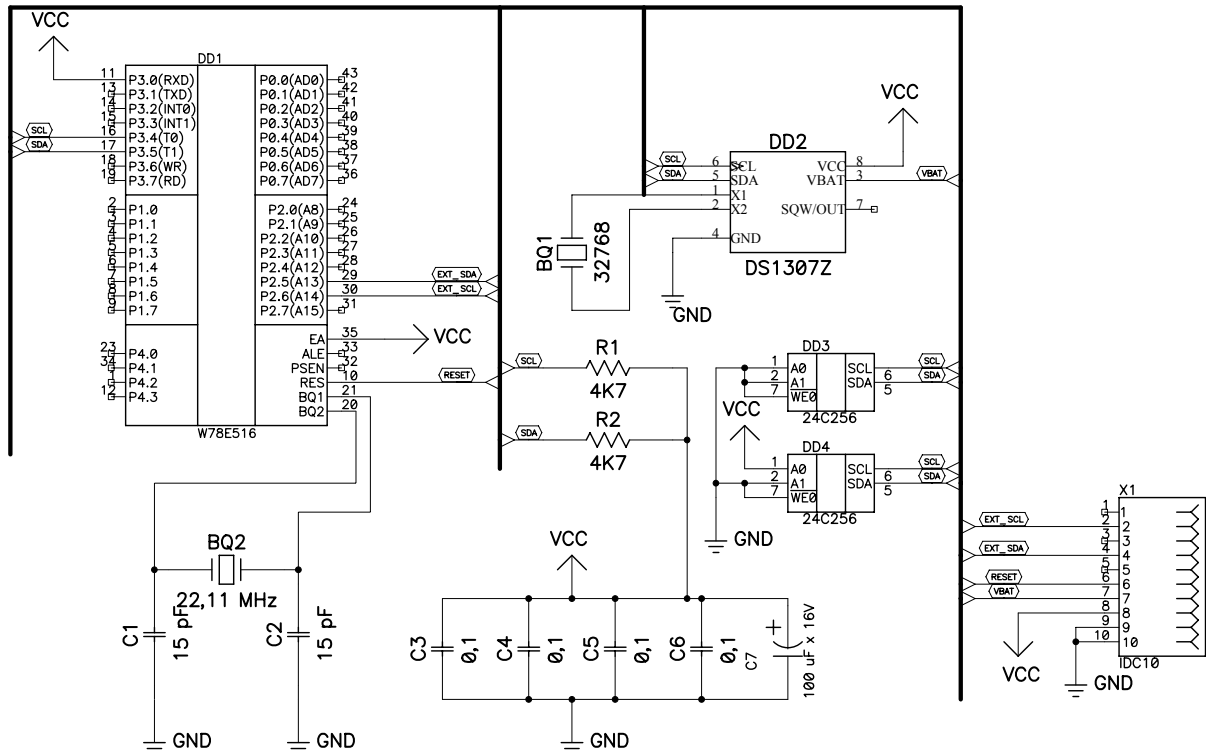 VCC
DD1
11 P3.0(RXD) P0.0(AD0) 43
13 P3.1(TXD) P0.1(AD1) 42
14 P3.2(INT0) P0.2(AD2) 41
15 P3.3(INT1) P0.3(AD3) 40
SCL 16 P3.4(T0) P0.4(AD4) 39
SDA 17 P3.5(T1) P0.5(AD5) 38
18 P3.6(WR) P0.6(AD6) 37
19 P3.7(RD) P0.7(AD7) 36
2 P1.0 P2.0(A8) 24
3 P1.1 P2.1(A9) 25
4 P1.2 P2.2(A10) 26
5 P1.3 P2.3(A11) 27
6 P1.4 P2.4(A12) 28
7 P1.5 P2.5(A13) 29 EXT_SDA
8 P1.6 P2.6(A14) 30 EXT_SCL
9 P1.7 P2.7(A15) 31
EA 35 VCC
23 P4.0 ALE 33
34 P4.1 PSEN 32
1 P4.2 RES 10 RESET
12 P4.3 BQ1 21
BQ2 20
W78E516
VCC
DD2
SCL 6 SCL VCC 8
SDA 5 SDA VBAT 3 VBAT
1 X1
2 X2 SQW/OUT 7
4 GND
DS1307Z
BQ1
32768
GND
SCL R1
4K7
SDA R2
4K7
DD3
1 A0 SCL 6 SCL
2 A1 SDA 5 SDA
7 WE0
24C256
VCC
DD4
1 A0 SCL 6 SCL
2 A1 SDA 5 SDA
7 WE0
24C256
GND
X1
1 1
EXT_SCL 2 2
3 3
EXT_SDA 4 4
5 5
RESET 6 6
VBAT 7 7
8 8
9 9
10 10
IDC10
VCC
GND
BQ2
22,11 MHz
C1
15 pF
C2
15 pF
GND
GND
VCC
C3
0,1
C4
0,1
C5
0,1
C6
0,1
C7
+
100 uF x 16V
GND